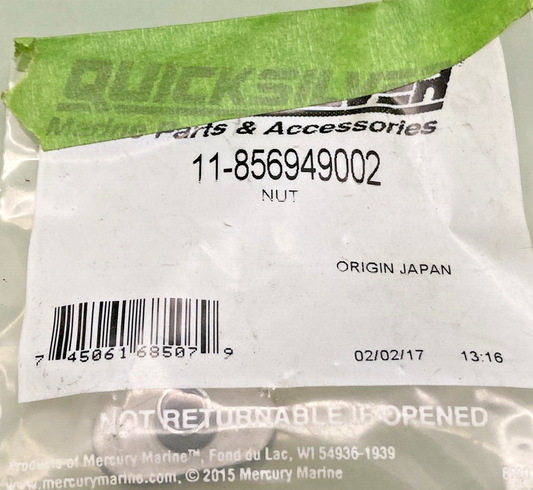 QUICKSILVER
Marine Parts & Accessories
11-856949002
NUT
ORIGIN JAPAN
7 45061 68507 9
02/02/17 13:16
NOT RETURNABLE IF OPENED
Products of Mercury Marine™, Fond du Lac, WI 54936-1939
www.mercurymarine.com, © 2015 Mercury Marine